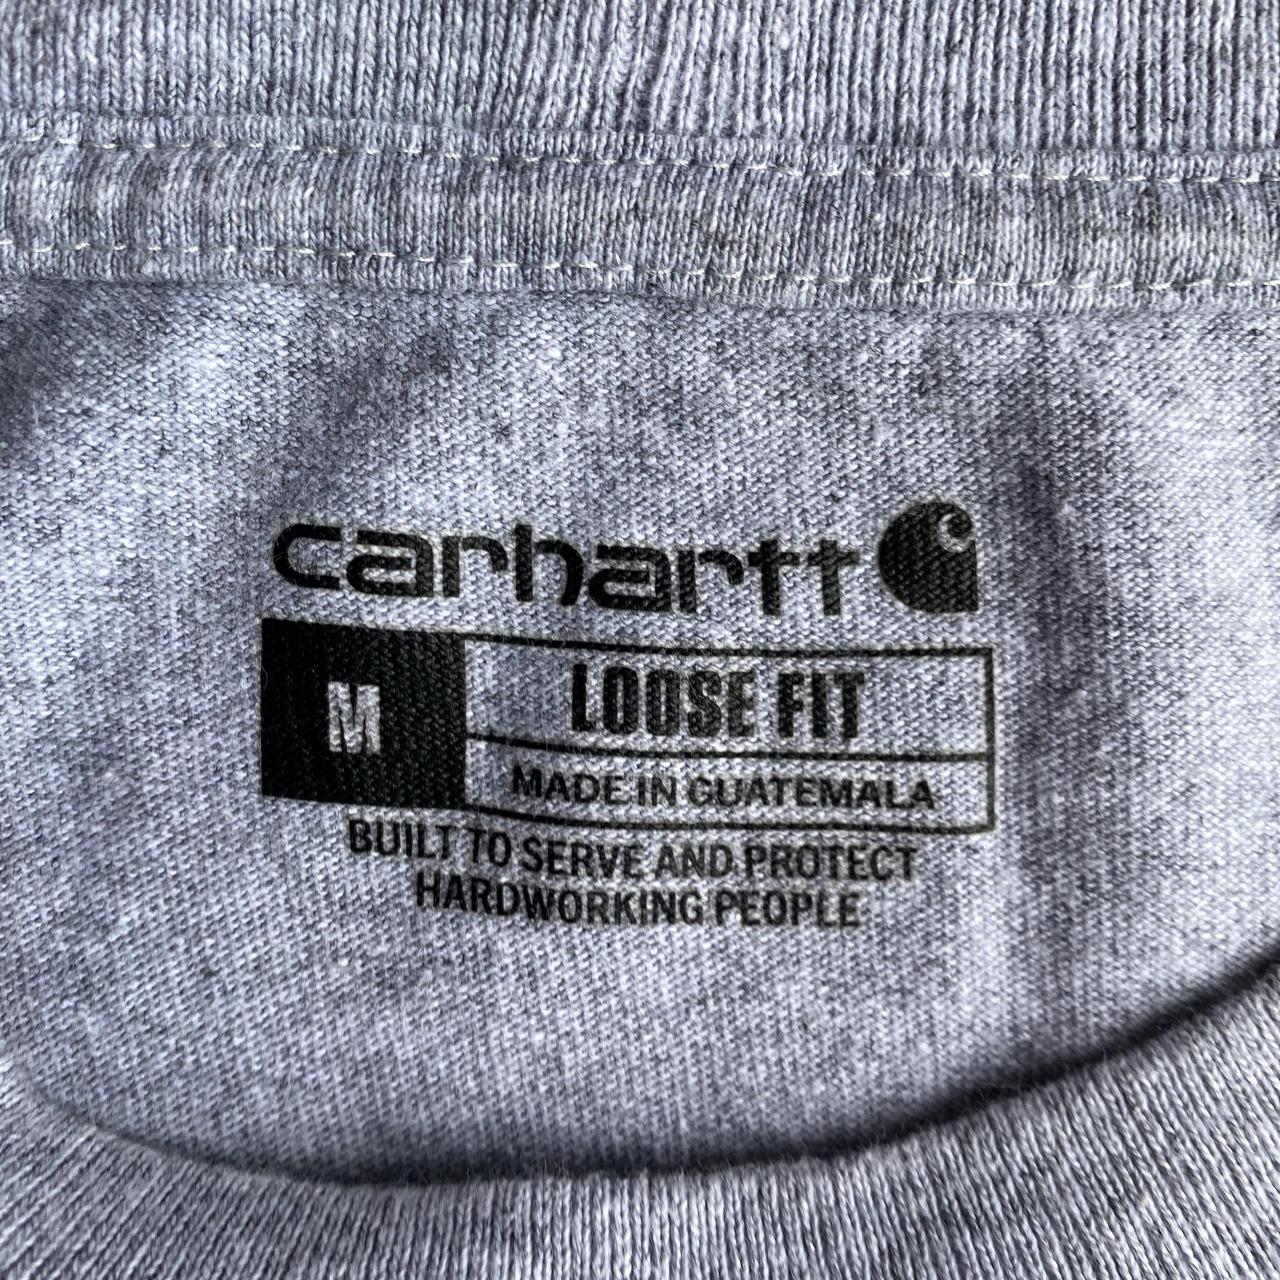 carhartt
M
LOOSE FIT
MADE IN GUATEMALA
BUILT TO SERVE AND PROTECT
HARDWORKING PEOPLE